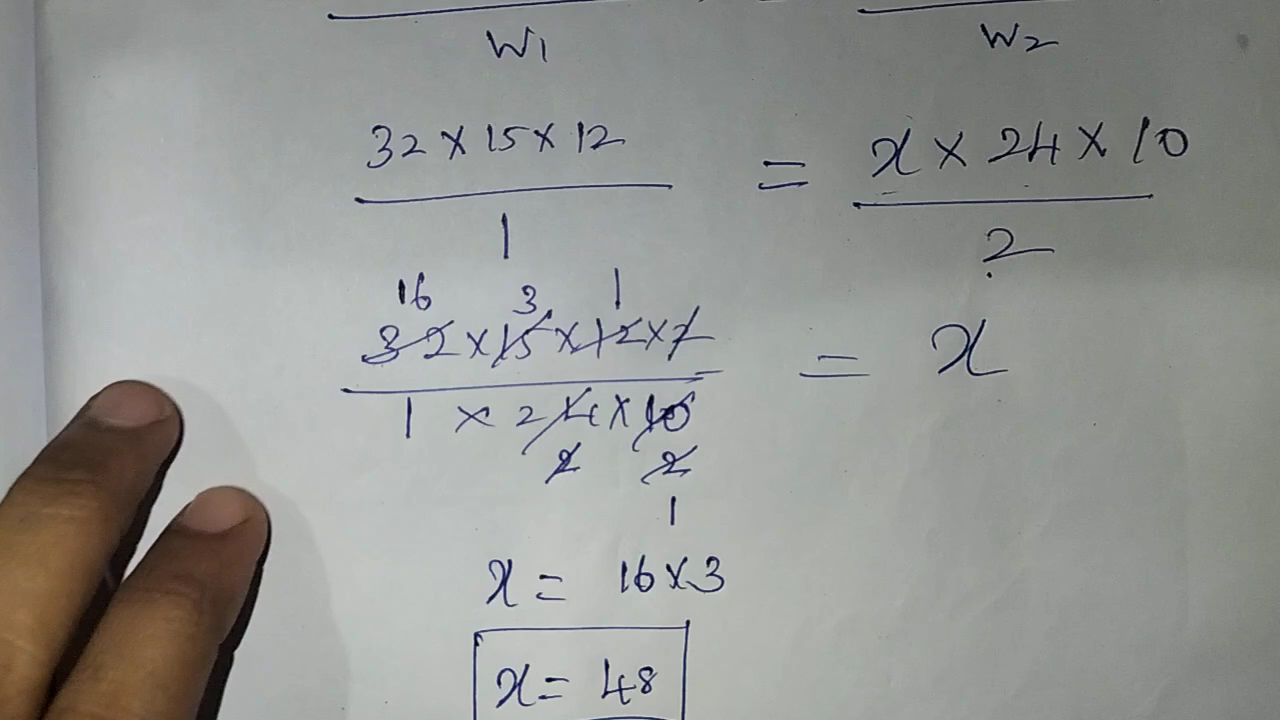 W1 W2
32 × 15 × 12 = x × 24 × 10
1 2
16 3 1
32 × 15 × 12 × 2 = x
1 × 24 × 10
2 2
1
x = 16 × 3
x = 48